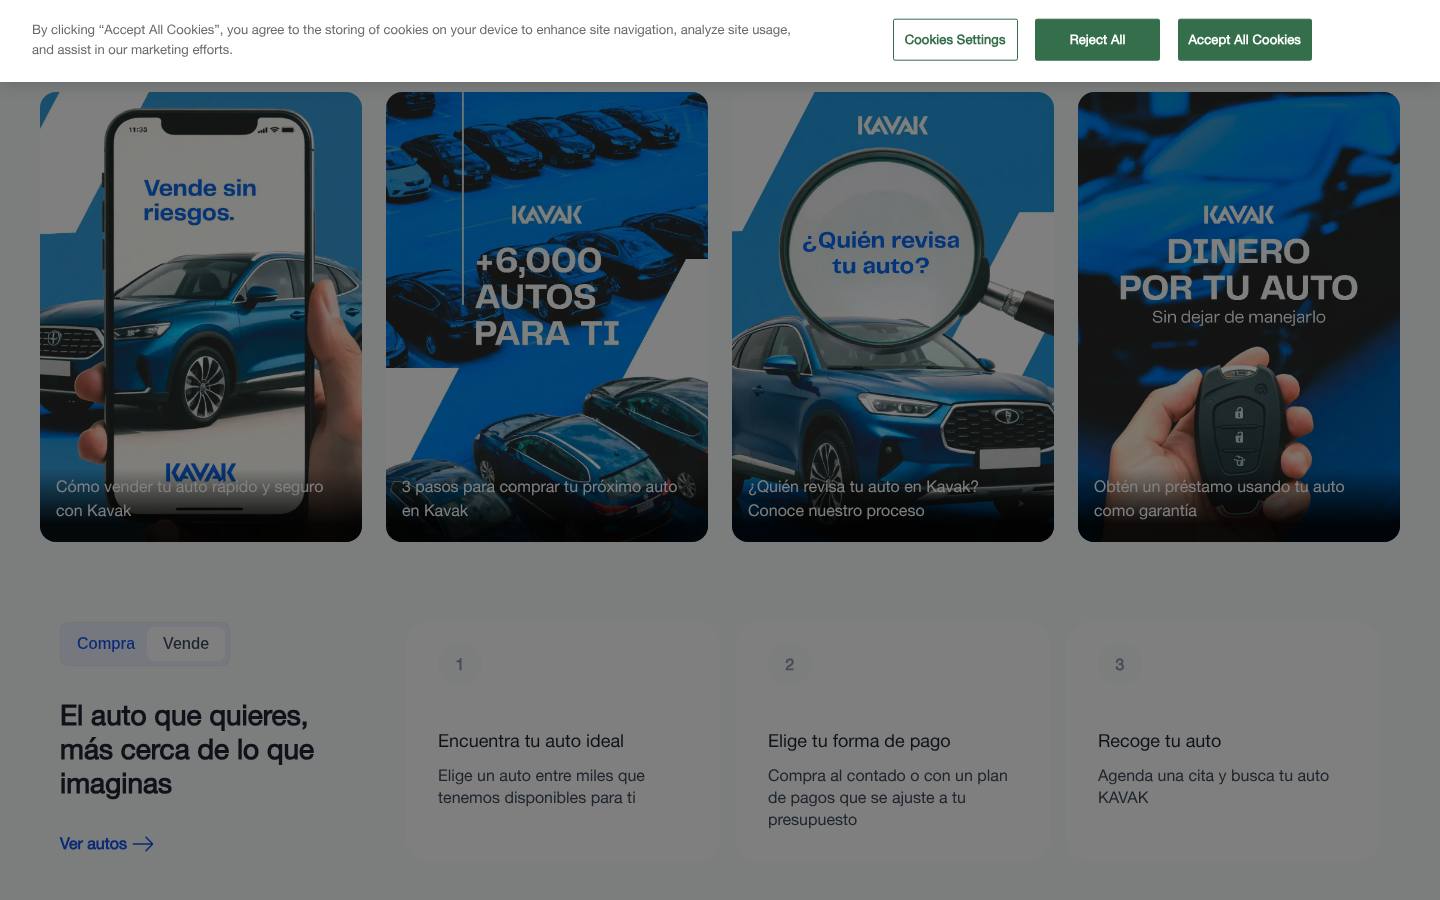 By clicking “Accept All Cookies”, you agree to the storing of cookies on your device to enhance site navigation, analyze site usage,
and assist in our marketing efforts.
Cookies Settings
Reject All
Accept All Cookies
11:35
Vende sin
riesgos.
KAVAK
Cómo vender tu auto rápido y seguro
con Kavak
KAVAK
+6,000
AUTOS
PARA TI
3 pasos para comprar tu próximo auto
en Kavak
KAVAK
¿Quién revisa
tu auto?
¿Quién revisa tu auto en Kavak?
Conoce nuestro proceso
KAVAK
DINERO
POR TU AUTO
Sin dejar de manejarlo
Obtén un préstamo usando tu auto
como garantía
Compra
Vende
El auto que quieres,
más cerca de lo que
imaginas
Ver autos
1
Encuentra tu auto ideal
Elige un auto entre miles que
tenemos disponibles para ti
2
Elige tu forma de pago
Compra al contado o con un plan
de pagos que se ajuste a tu
presupuesto
3
Recoge tu auto
Agenda una cita y busca tu auto
KAVAK